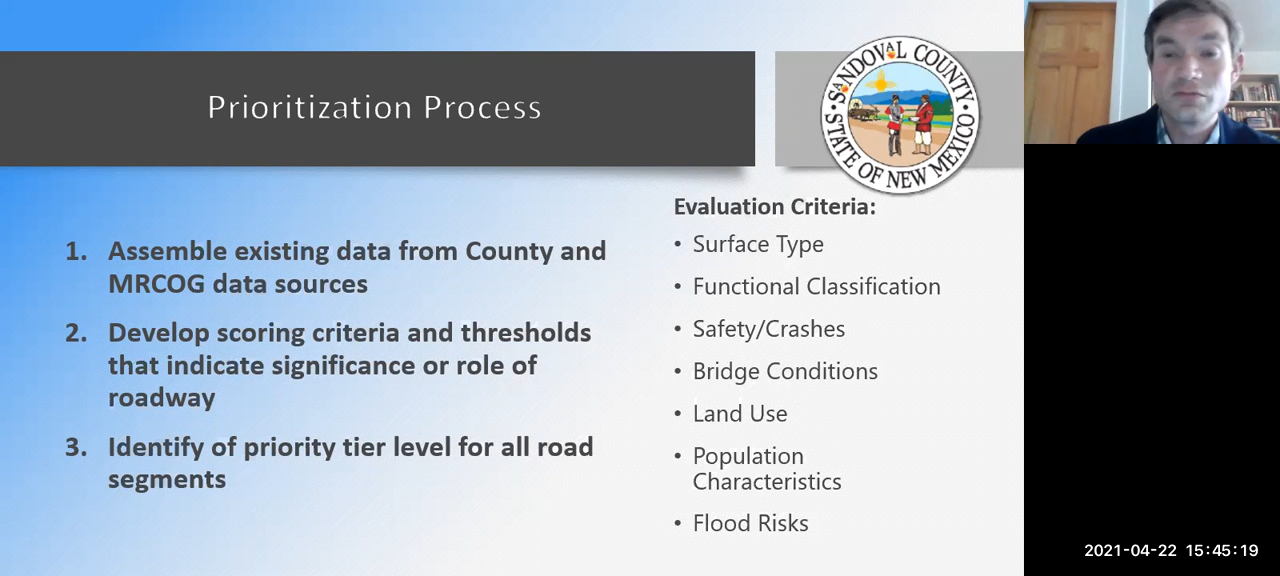 Prioritization Process
SANDOVAL COUNTY
STATE OF NEW MEXICO
1. Assemble existing data from County and
MRCOG data sources
2. Develop scoring criteria and thresholds
that indicate significance or role of
roadway
3. Identify of priority tier level for all road
segments
Evaluation Criteria:
• Surface Type
• Functional Classification
• Safety/Crashes
• Bridge Conditions
• Land Use
• Population
Characteristics
• Flood Risks
2021-04-22 15:45:19